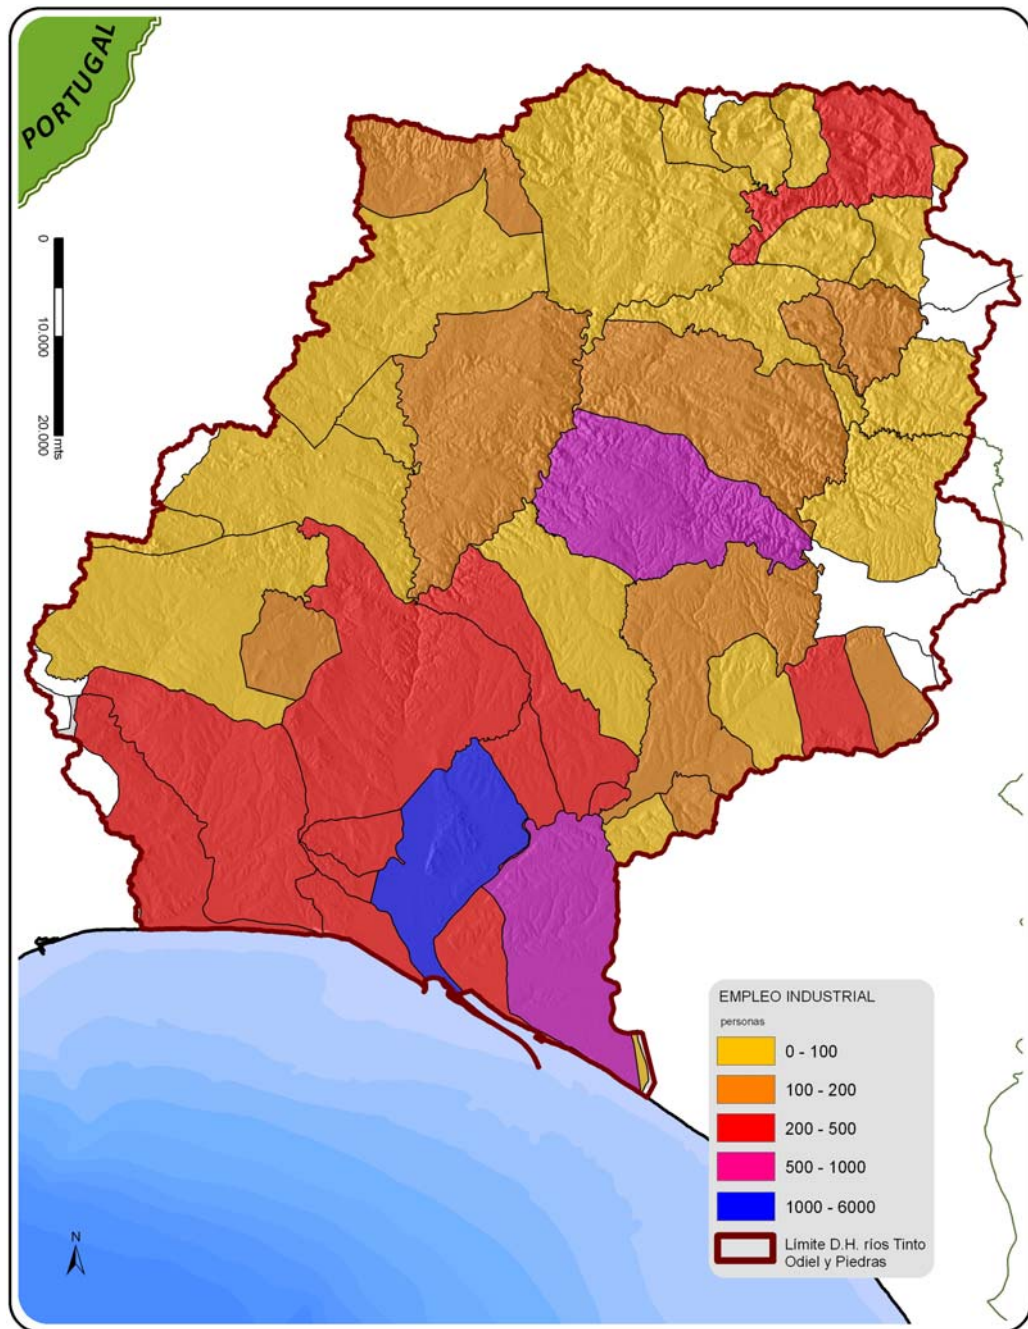 PORTUGAL
0
10.000
20.000
mts
EMPLEO INDUSTRIAL
personas
0 - 100
100 - 200
200 - 500
500 - 1000
1000 - 6000
Límite D.H. ríos Tinto
Odiel y Piedras
N